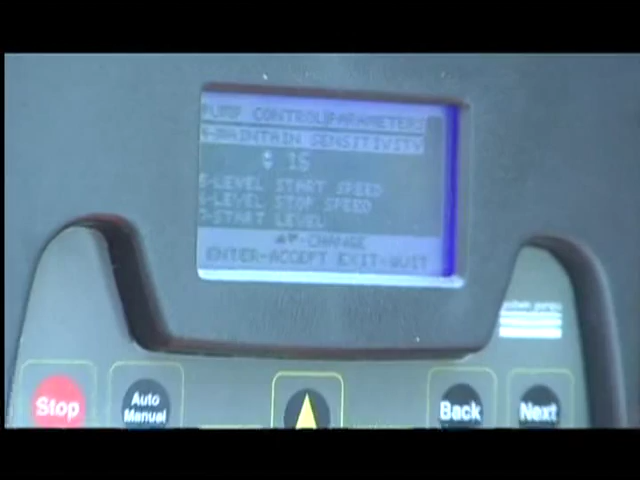 PUMP CONTROL PARAMETERS
4-MAINTAIN SENSITIVITY
15
5-LEVEL START SPEED
6-LEVEL STOP SPEED
7-START LEVEL
▲▼-CHANGE
ENTER-ACCEPT EXIT-QUIT
Stop
Auto
Manual
Back
Next